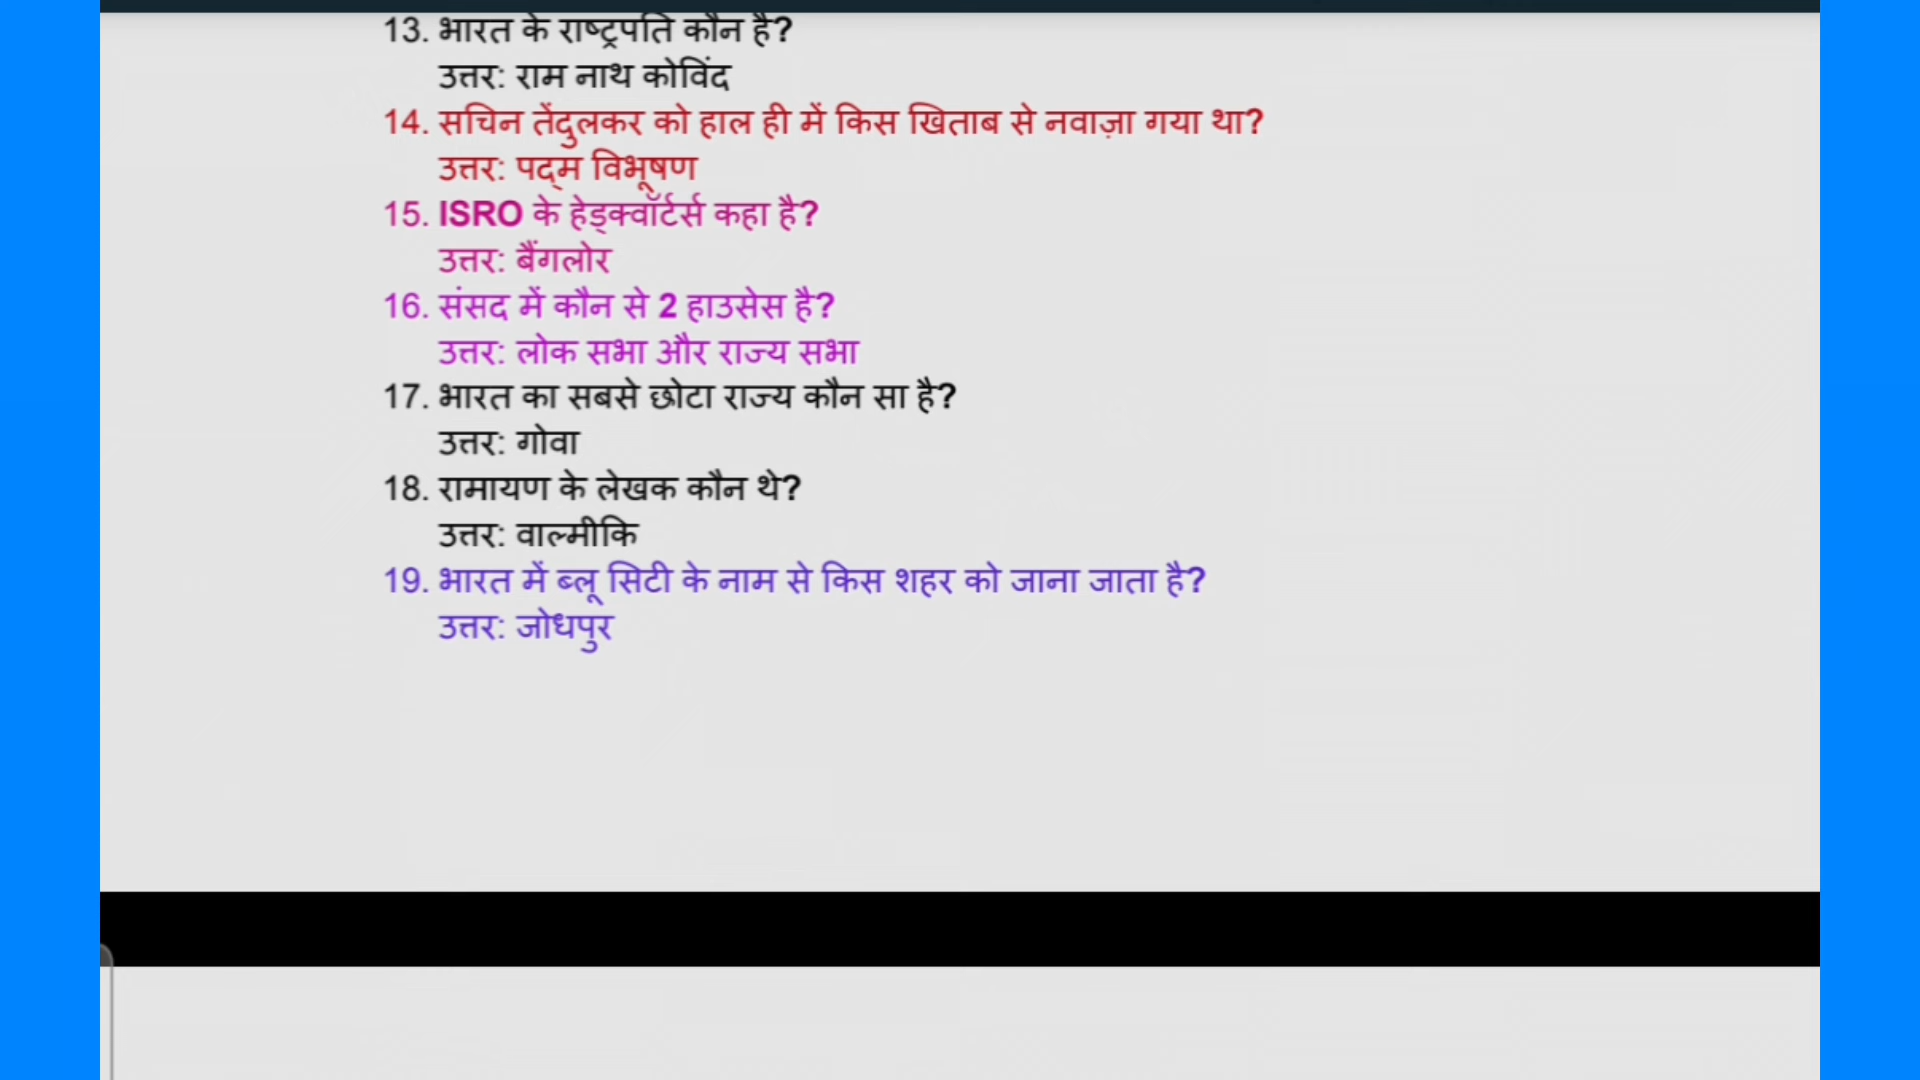 13. भारत के राष्ट्रपति कौन है?
उत्तर: राम नाथ कोविंद
14. सचिन तेंदुलकर को हाल ही में किस खिताब से नवाज़ा गया था?
उत्तर: पद्म विभूषण
15. ISRO के हेड्क्वॉर्टर्स कहा है?
उत्तर: बैंगलोर
16. संसद में कौन से 2 हाउसेस है?
उत्तर: लोक सभा और राज्य सभा
17. भारत का सबसे छोटा राज्य कौन सा है?
उत्तर: गोवा
18. रामायण के लेखक कौन थे?
उत्तर: वाल्मीकि
19. भारत में ब्लू सिटी के नाम से किस शहर को जाना जाता है?
उत्तर: जोधपुर